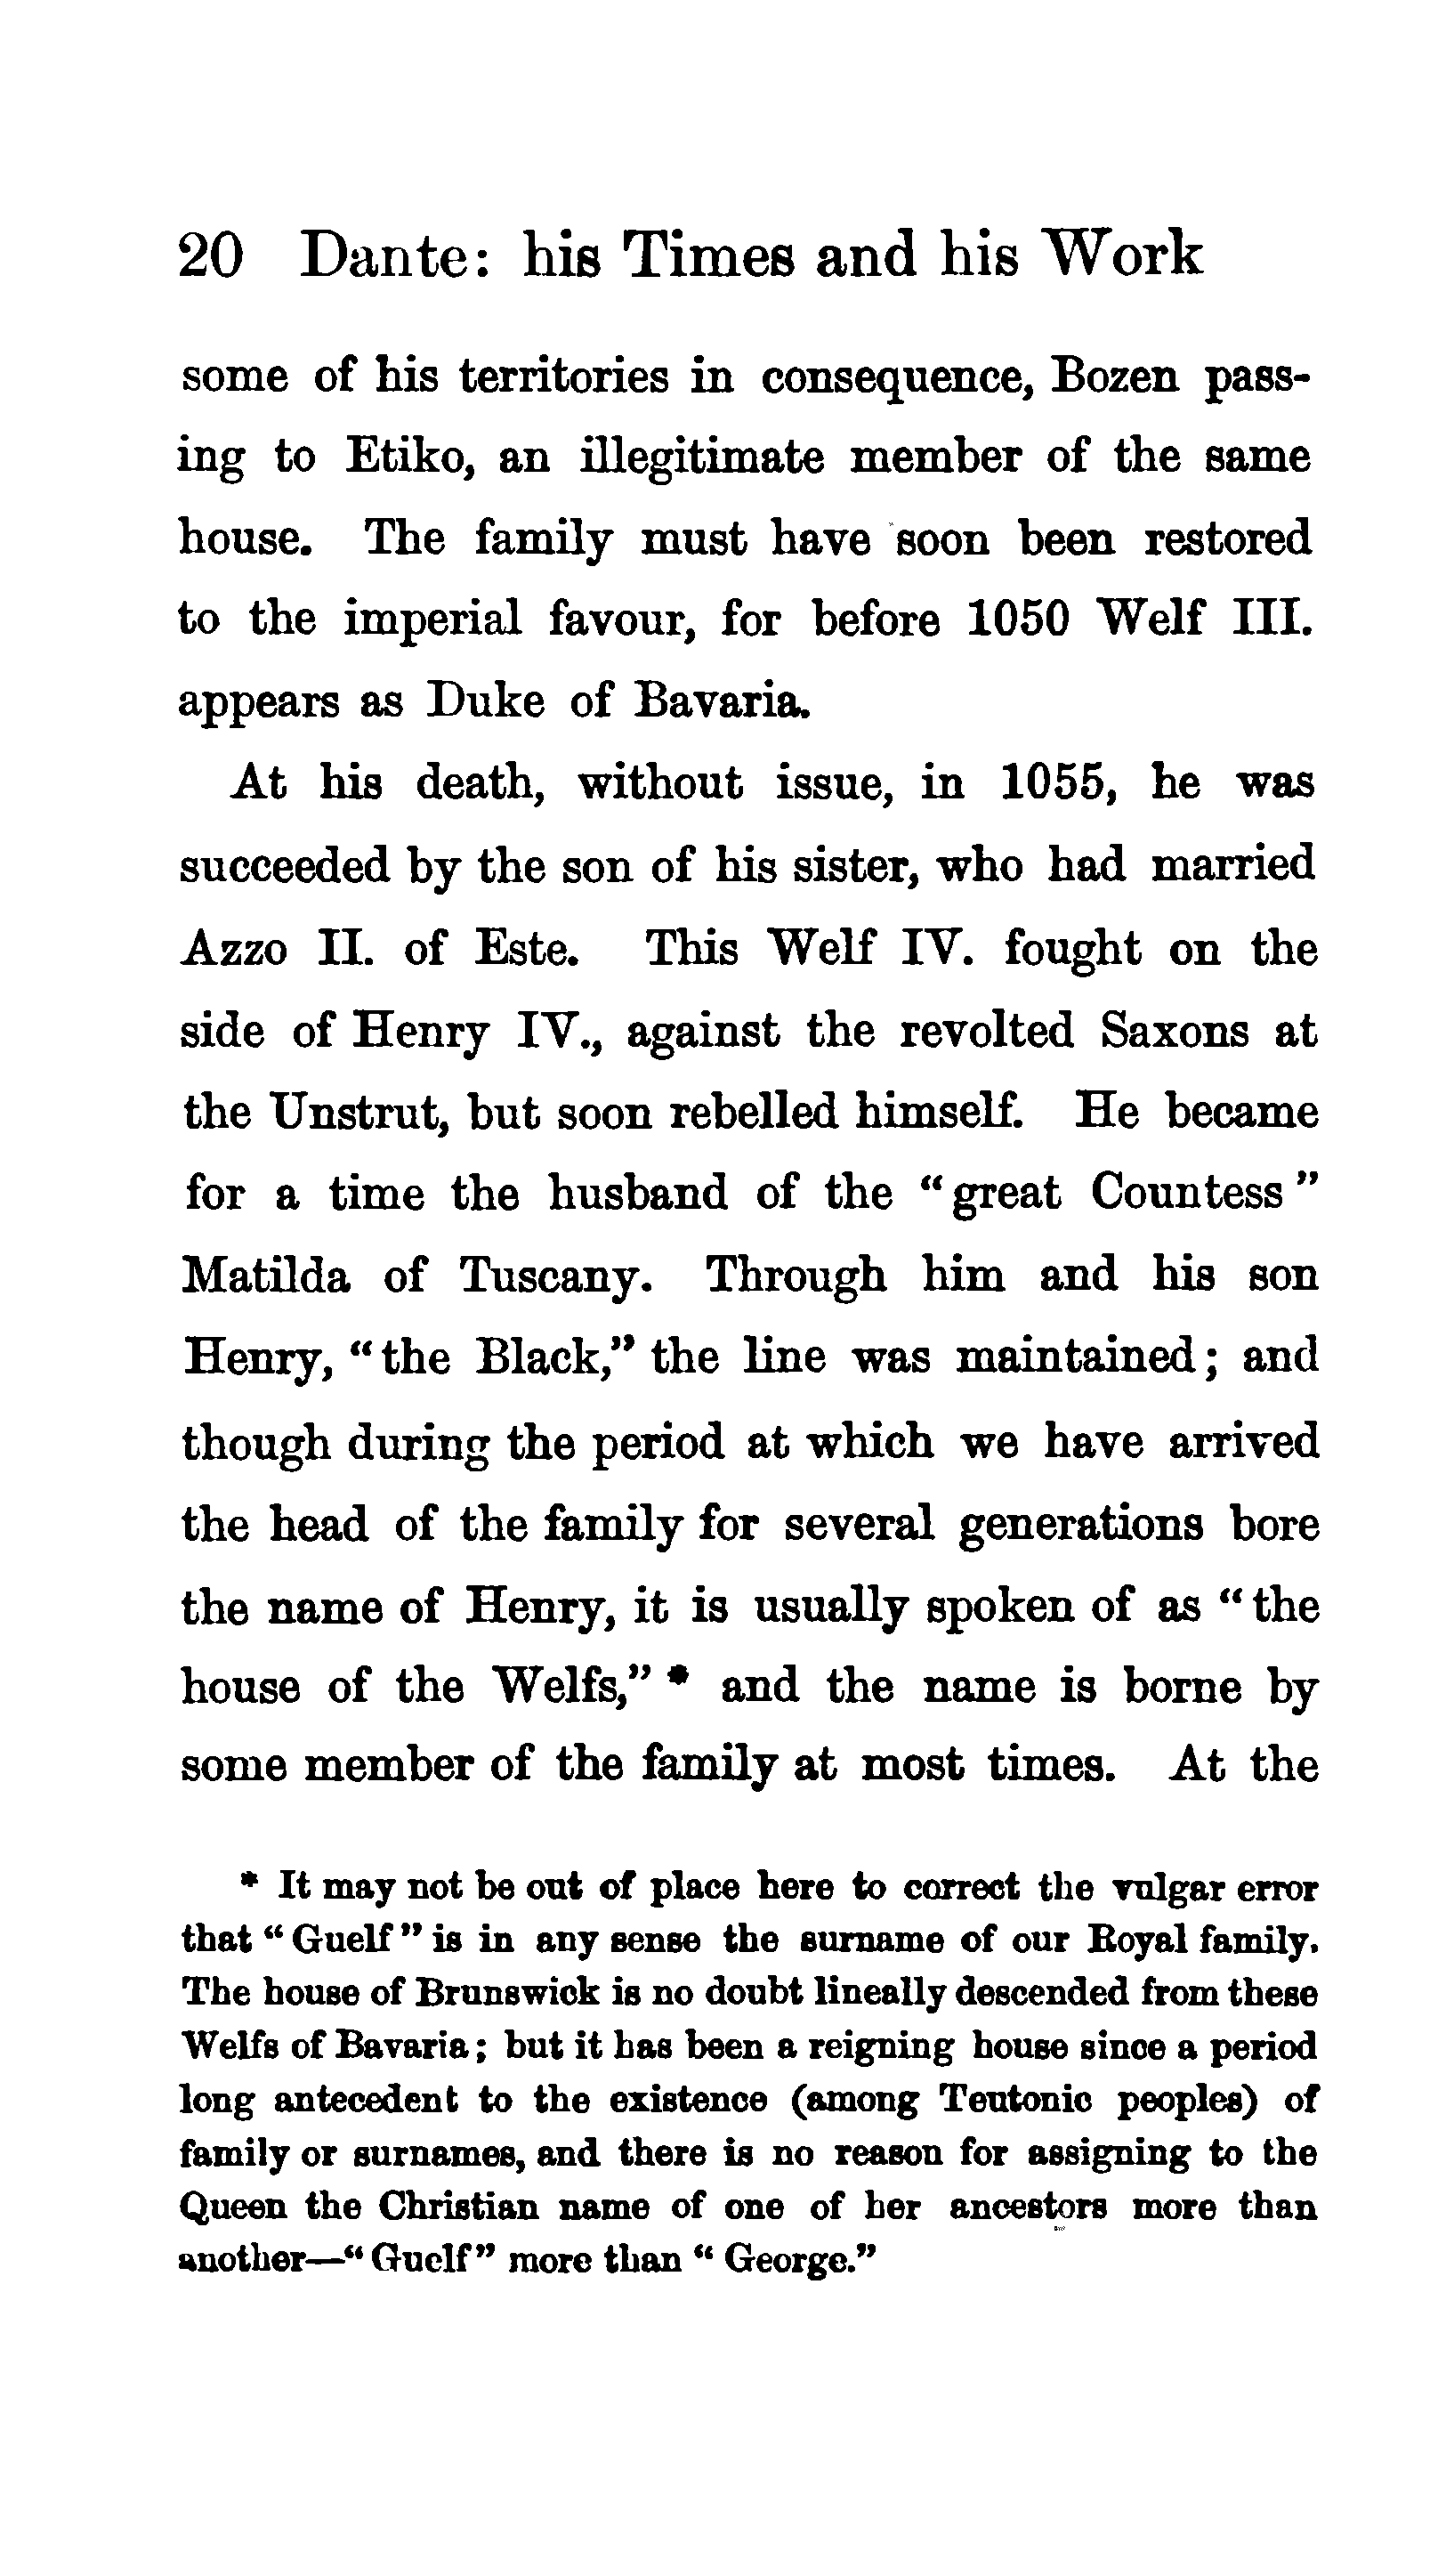 20 Dante: his Times and his Work
some of his territories in consequence, Bozen pass-
ing to Etiko, an illegitimate member of the same
house. The family must have soon been restored
to the imperial favour, for before 1050 Welf III.
appears as Duke of Bavaria.
At his death, without issue, in 1055, he was
succeeded by the son of his sister, who had married
Azzo II. of Este. This Welf IV. fought on the
side of Henry IV., against the revolted Saxons at
the Unstrut, but soon rebelled himself. He became
for a time the husband of the “great Countess”
Matilda of Tuscany. Through him and his son
Henry, “the Black,” the line was maintained; and
though during the period at which we have arrived
the head of the family for several generations bore
the name of Henry, it is usually spoken of as “the
house of the Welfs,” * and the name is borne by
some member of the family at most times. At the
* It may not be out of place here to correct the vulgar error
that “Guelf” is in any sense the surname of our Royal family.
The house of Brunswick is no doubt lineally descended from these
Welfs of Bavaria; but it has been a reigning house since a period
long antecedent to the existence (among Teutonic peoples) of
family or surnames, and there is no reason for assigning to the
Queen the Christian name of one of her ancestors more than
another—“Guelf” more than “George.”